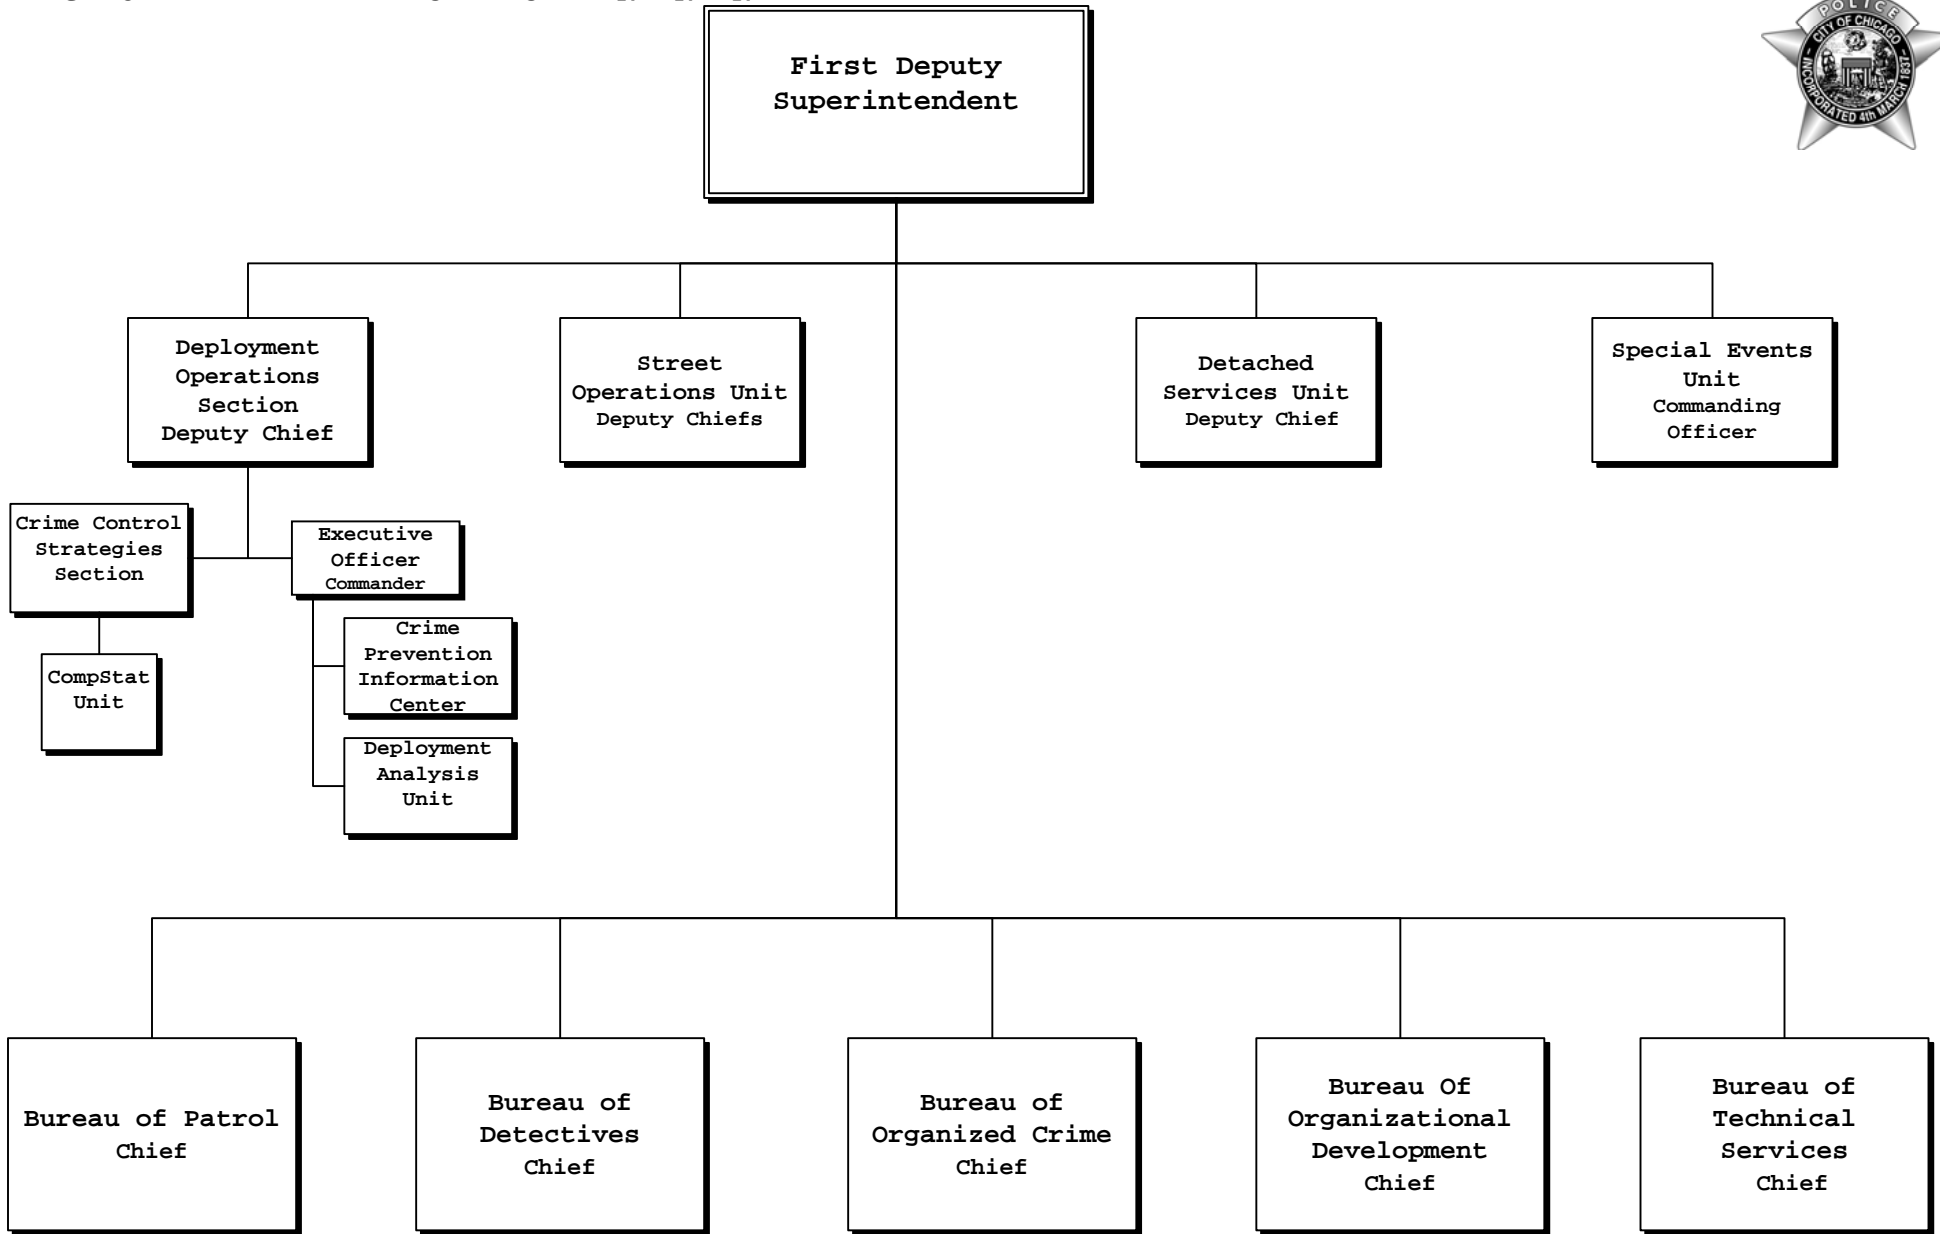 POLICE
CITY OF CHICAGO
INCORPORATED 4th MARCH 1837
First Deputy
Superintendent
Deployment
Operations
Section
Deputy Chief
Street
Operations Unit
Deputy Chiefs
Detached
Services Unit
Deputy Chief
Special Events
Unit
Commanding
Officer
Crime Control
Strategies
Section
Executive
Officer
Commander
CompStat
Unit
Crime
Prevention
Information
Center
Deployment
Analysis
Unit
Bureau of Patrol
Chief
Bureau of
Detectives
Chief
Bureau of
Organized Crime
Chief
Bureau Of
Organizational
Development
Chief
Bureau of
Technical
Services
Chief